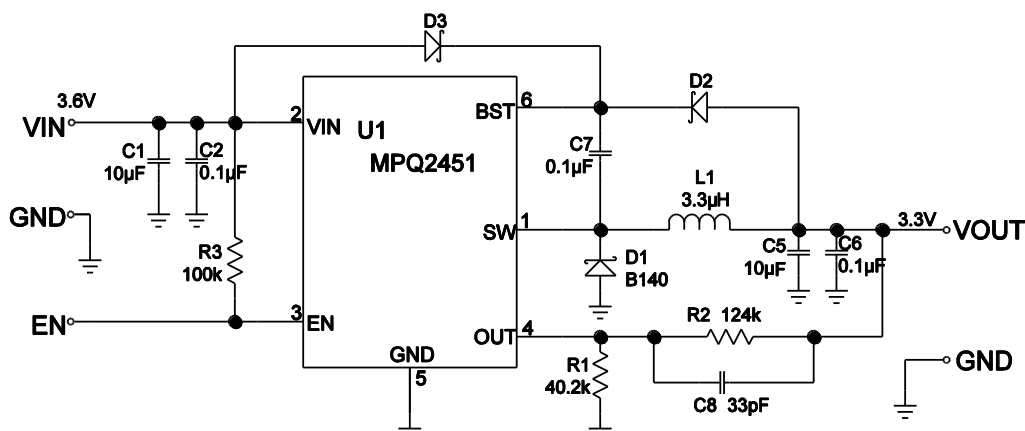 D3
3.6V
VIN
2
VIN
U1
MPQ2451
BST
6
D2
C1
10µF
C2
0.1µF
C7
0.1µF
L1
3.3µH
GND
SW
1
3.3V
VOUT
R3
100k
D1
B140
C5
10µF
C6
0.1µF
EN
3
EN
OUT
4
R2 124k
GND
5
R1
40.2k
C8 33pF
GND